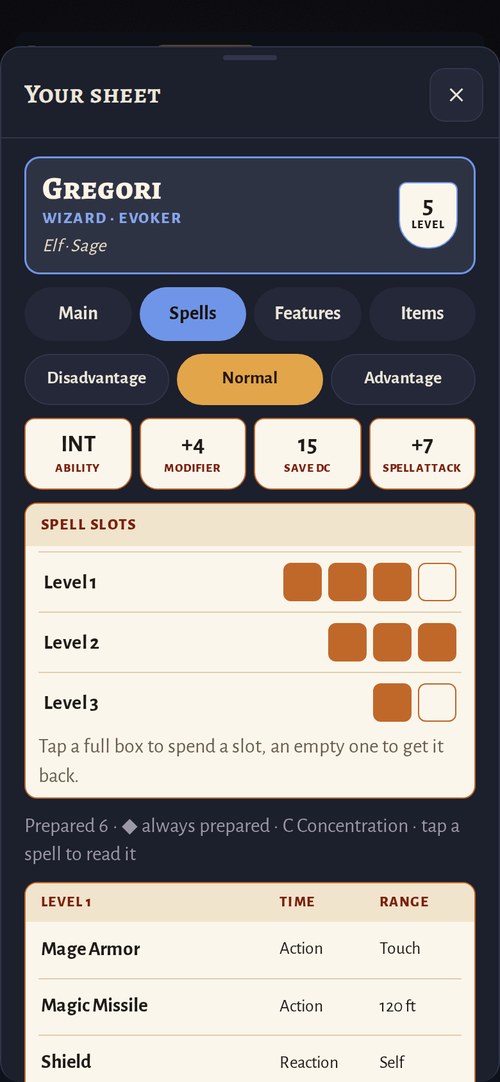 Your sheet
Gregori
WIZARD · EVOKER
Elf · Sage
5
LEVEL
Main
Spells
Features
Items
Disadvantage
Normal
Advantage
INT
ABILITY
+4
MODIFIER
15
SAVE DC
+7
SPELL ATTACK
SPELL SLOTS
Level 1
Level 2
Level 3
Tap a full box to spend a slot, an empty one to get it
back.
Prepared 6 · ◆ always prepared · C Concentration · tap a
spell to read it
LEVEL 1 TIME RANGE
Mage Armor Action Touch
Magic Missile Action 120 ft
Shield Reaction Self